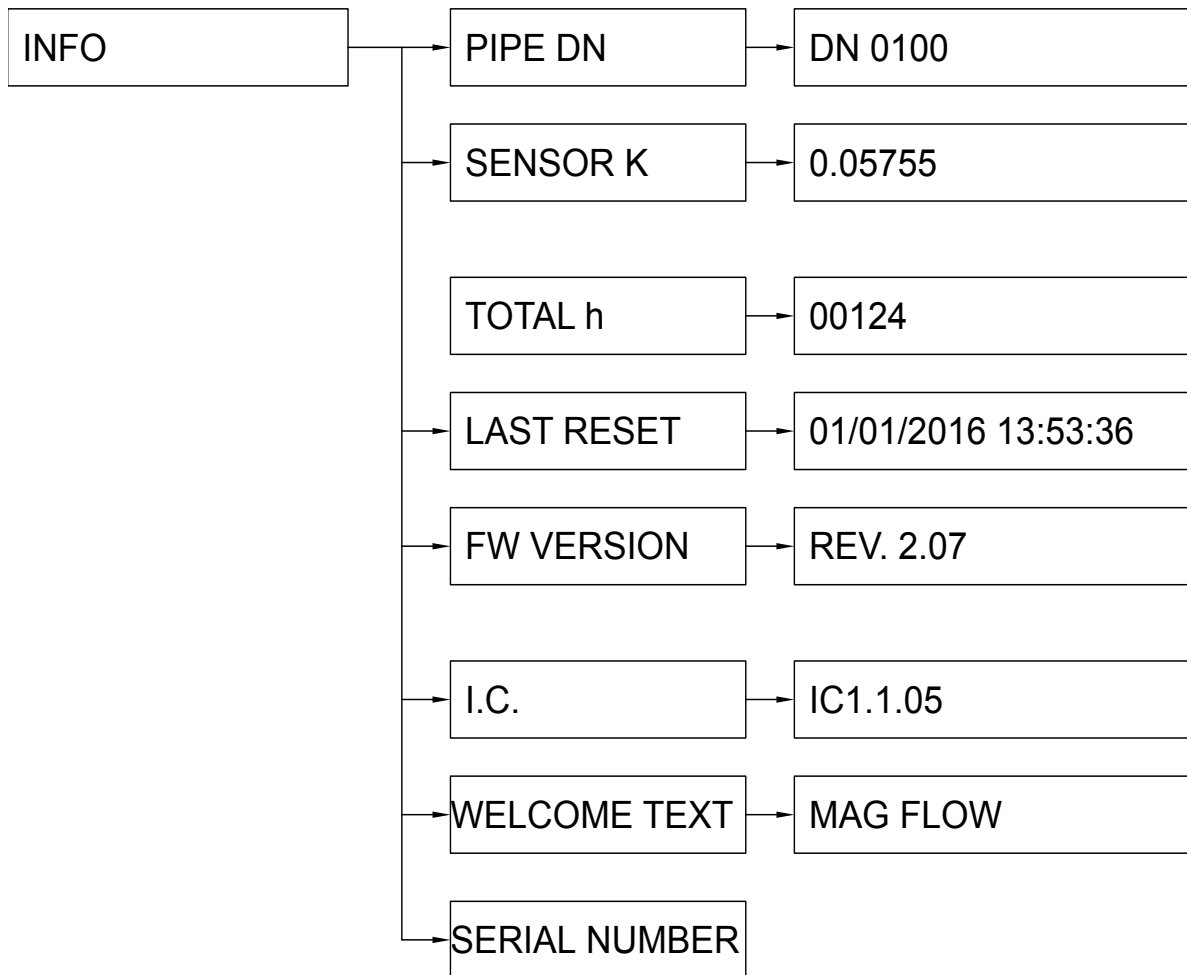 INFO
PIPE DN
DN 0100
SENSOR K
0.05755
TOTAL h
00124
LAST RESET
01/01/2016 13:53:36
FW VERSION
REV. 2.07
I.C.
IC1.1.05
WELCOME TEXT
MAG FLOW
SERIAL NUMBER